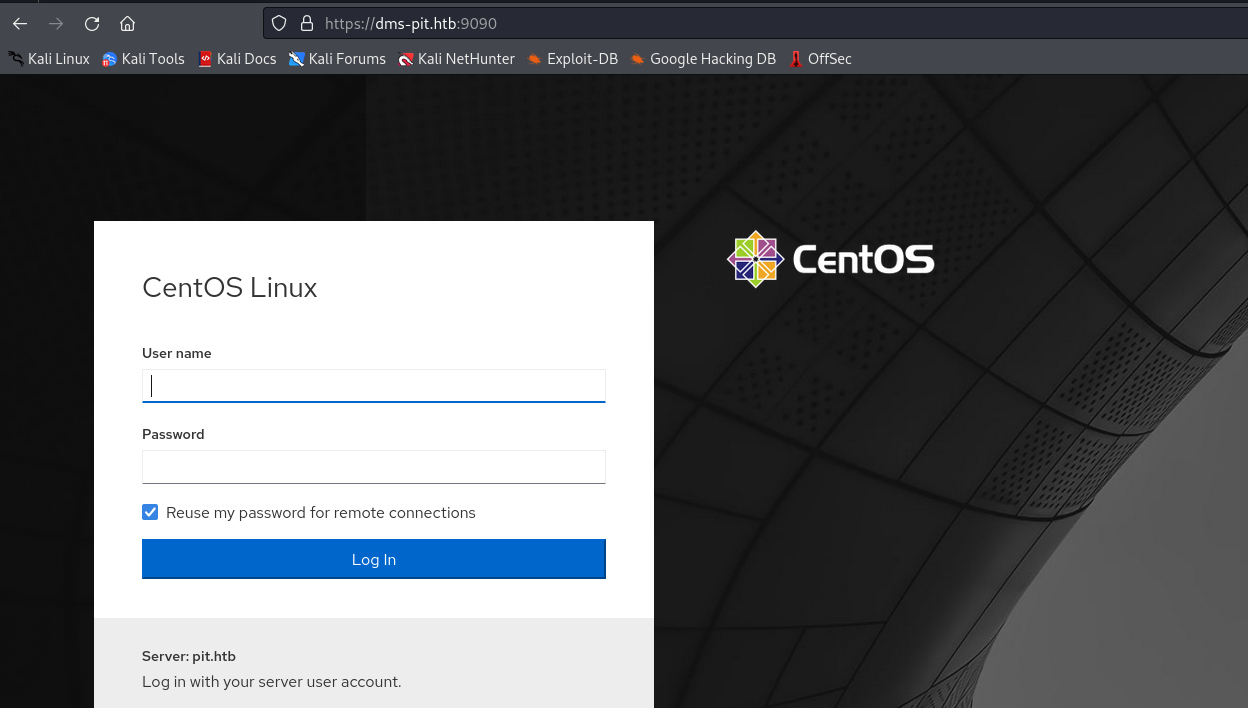 https://dms-pit.htb:9090
Kali Linux Kali Tools Kali Docs Kali Forums Kali NetHunter Exploit-DB Google Hacking DB OffSec
CentOS
CentOS Linux
User name
Password
Reuse my password for remote connections
Log In
Server: pit.htb
Log in with your server user account.